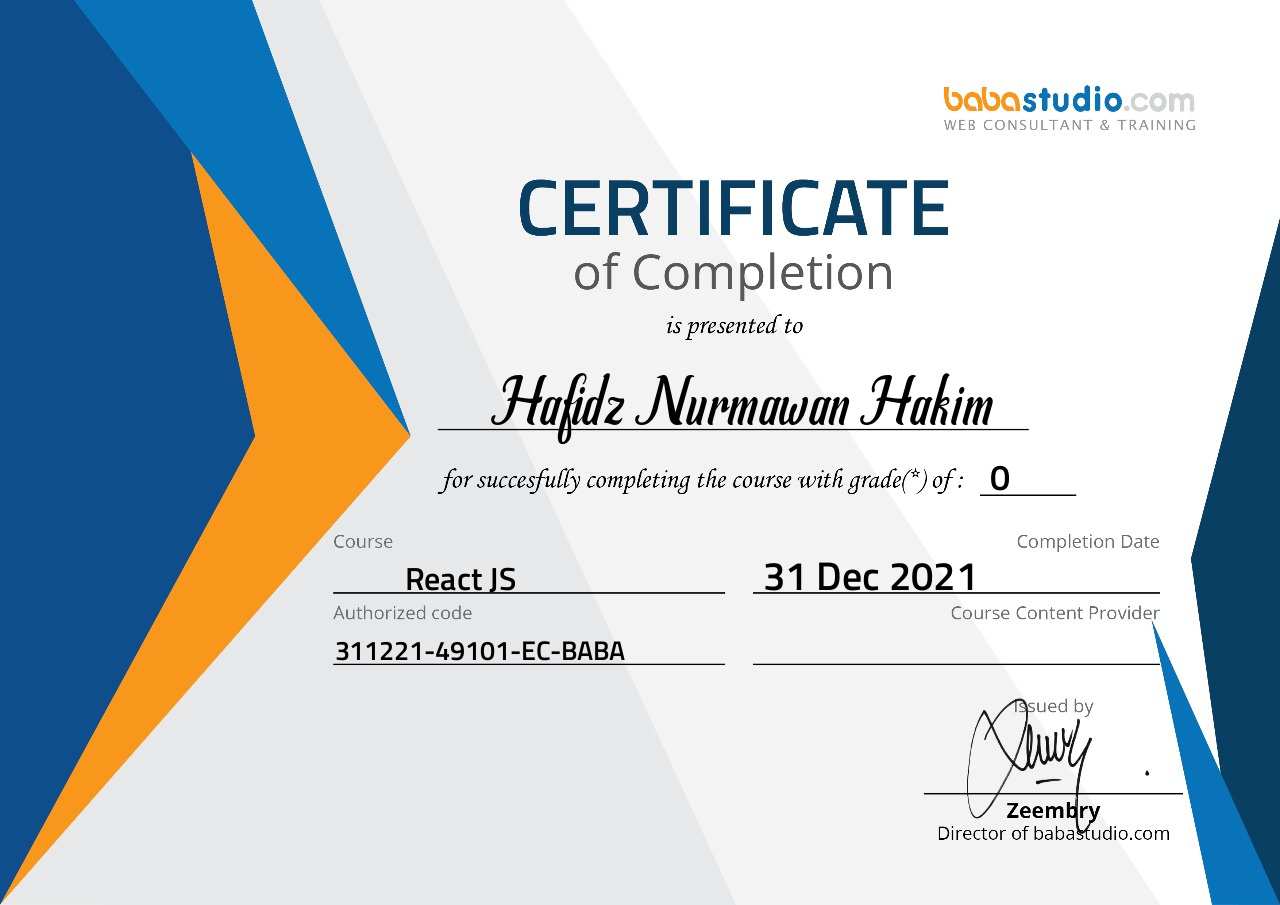 babastudio.com
WEB CONSULTANT & TRAINING
CERTIFICATE
of Completion
is presented to
Hafidz Nurmawan Hakim
for succesfully completing the course with grade(*) of : 0
Course
Completion Date
React JS
31 Dec 2021
Authorized code
Course Content Provider
311221-49101-EC-BABA
issued by
Zeembry
Director of babastudio.com